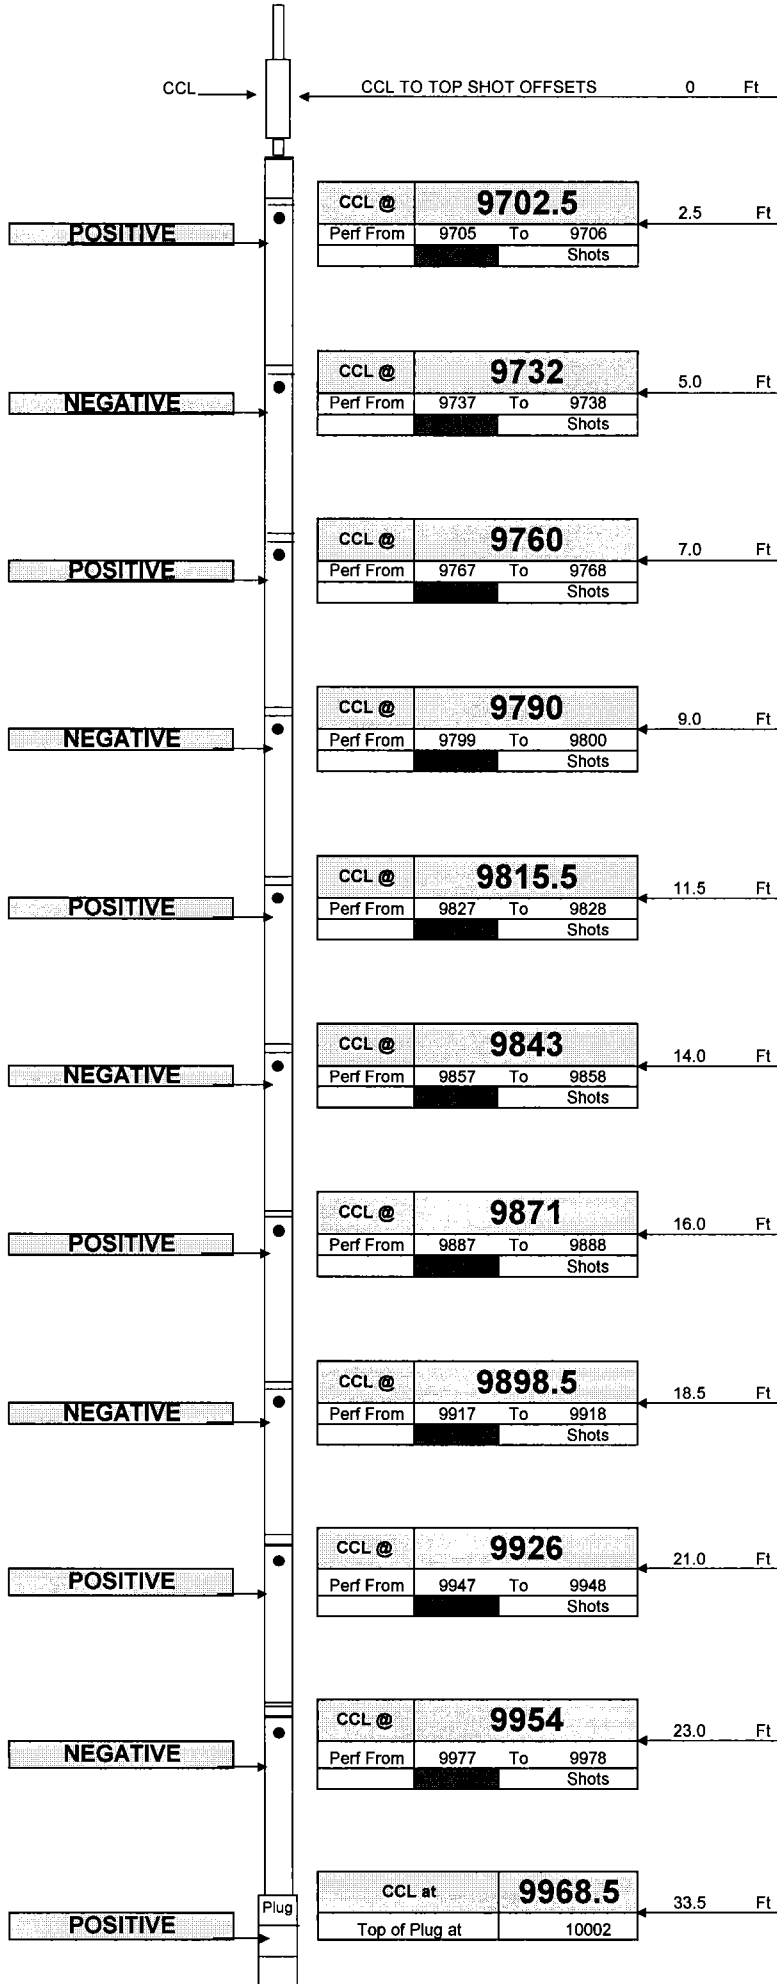 CCL CCL TO TOP SHOT OFFSETS 0 Ft
CCL @ 9702.5 2.5 Ft
POSITIVE Perf From 9705 To 9706
Shots
CCL @ 9732 5.0 Ft
NEGATIVE Perf From 9737 To 9738
Shots
CCL @ 9760 7.0 Ft
POSITIVE Perf From 9767 To 9768
Shots
CCL @ 9790 9.0 Ft
NEGATIVE Perf From 9799 To 9800
Shots
CCL @ 9815.5 11.5 Ft
POSITIVE Perf From 9827 To 9828
Shots
CCL @ 9843 14.0 Ft
NEGATIVE Perf From 9857 To 9858
Shots
CCL @ 9871 16.0 Ft
POSITIVE Perf From 9887 To 9888
Shots
CCL @ 9898.5 18.5 Ft
NEGATIVE Perf From 9917 To 9918
Shots
CCL @ 9926 21.0 Ft
POSITIVE Perf From 9947 To 9948
Shots
CCL @ 9954 23.0 Ft
NEGATIVE Perf From 9977 To 9978
Shots
Plug CCL at 9968.5 33.5 Ft
POSITIVE Top of Plug at 10002